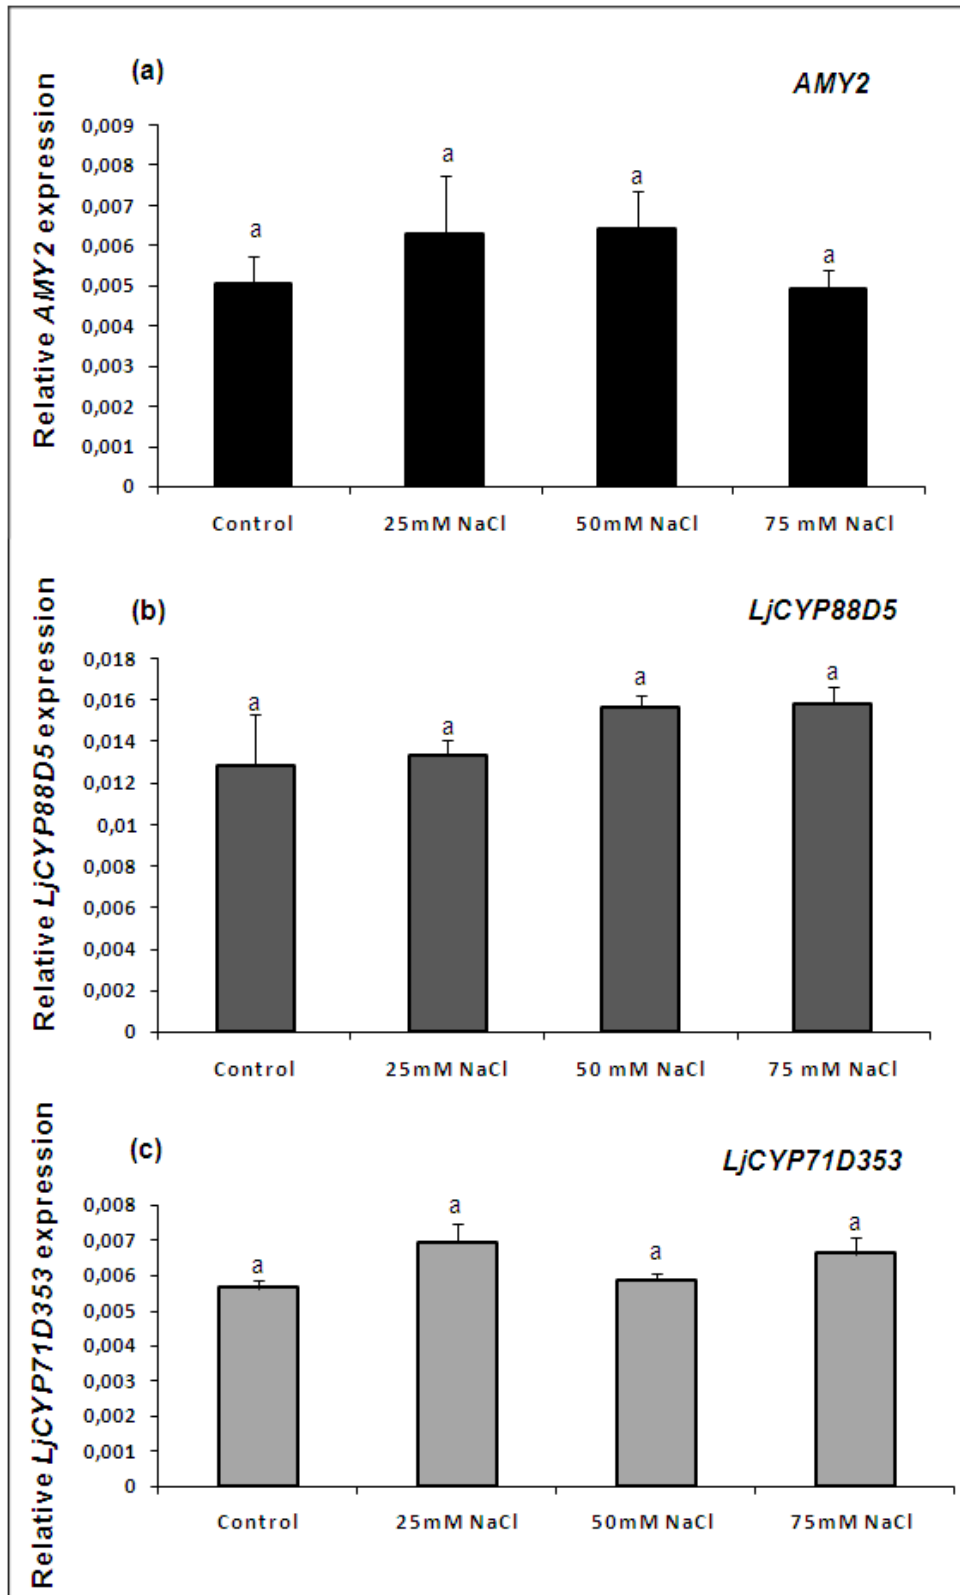 (a)
AMY2
Relative AMY2 expression
0,009
0,008
0,007
0,006
0,005
0,004
0,003
0,002
0,001
0
a
a
a
a
Control
25mM NaCl
50mM NaCl
75 mM NaCl
(b)
LjCYP88D5
Relative LjCYP88D5 expression
0,018
0,016
0,014
0,012
0,01
0,008
0,006
0,004
0,002
0
a
a
a
a
Control
25mM NaCl
50 mM NaCl
75 mM NaCl
(c)
LjCYP71D353
Relative LjCYP71D353 expression
0,008
0,007
0,006
0,005
0,004
0,003
0,002
0,001
0
a
a
a
a
Control
25mM NaCl
50mM NaCl
75mM NaCl